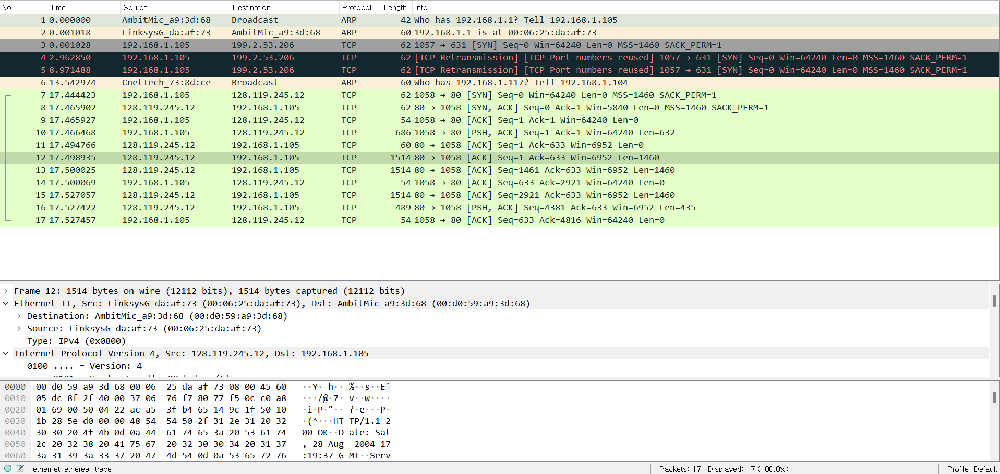 No. Time Source Destination Protocol Length Info
1 0.000000 AmbitMic_a9:3d:68 Broadcast ARP 42 Who has 192.168.1.1? Tell 192.168.1.105
2 0.001018 LinksysG_da:af:73 AmbitMic_a9:3d:68 ARP 60 192.168.1.1 is at 00:06:25:da:af:73
3 0.001028 192.168.1.105 199.2.53.206 TCP 62 1057 → 631 [SYN] Seq=0 Win=64240 Len=0 MSS=1460 SACK_PERM=1
4 2.962850 192.168.1.105 199.2.53.206 TCP 62 [TCP Retransmission] [TCP Port numbers reused] 1057 → 631 [SYN] Seq=0 Win=64240 Len=0 MSS=1460 SACK_PERM=1
5 8.971488 192.168.1.105 199.2.53.206 TCP 62 [TCP Retransmission] [TCP Port numbers reused] 1057 → 631 [SYN] Seq=0 Win=64240 Len=0 MSS=1460 SACK_PERM=1
6 13.542974 CnetTech_73:8d:ce Broadcast ARP 60 Who has 192.168.1.117? Tell 192.168.1.104
7 17.444423 192.168.1.105 128.119.245.12 TCP 62 1058 → 80 [SYN] Seq=0 Win=64240 Len=0 MSS=1460 SACK_PERM=1
8 17.465902 128.119.245.12 192.168.1.105 TCP 62 80 → 1058 [SYN, ACK] Seq=0 Ack=1 Win=5840 Len=0 MSS=1460 SACK_PERM=1
9 17.465927 192.168.1.105 128.119.245.12 TCP 54 1058 → 80 [ACK] Seq=1 Ack=1 Win=64240 Len=0
10 17.466468 192.168.1.105 128.119.245.12 TCP 686 1058 → 80 [PSH, ACK] Seq=1 Ack=1 Win=64240 Len=632
11 17.494766 128.119.245.12 192.168.1.105 TCP 60 80 → 1058 [ACK] Seq=1 Ack=633 Win=6952 Len=0
12 17.498935 128.119.245.12 192.168.1.105 TCP 1514 80 → 1058 [ACK] Seq=1 Ack=633 Win=6952 Len=1460
13 17.500025 128.119.245.12 192.168.1.105 TCP 1514 80 → 1058 [ACK] Seq=1461 Ack=633 Win=6952 Len=1460
14 17.500069 192.168.1.105 128.119.245.12 TCP 54 1058 → 80 [ACK] Seq=633 Ack=2921 Win=64240 Len=0
15 17.527057 128.119.245.12 192.168.1.105 TCP 1514 80 → 1058 [ACK] Seq=2921 Ack=633 Win=6952 Len=1460
16 17.527422 128.119.245.12 192.168.1.105 TCP 489 80 → 1058 [PSH, ACK] Seq=4381 Ack=633 Win=6952 Len=435
17 17.527457 192.168.1.105 128.119.245.12 TCP 54 1058 → 80 [ACK] Seq=633 Ack=4816 Win=64240 Len=0
Frame 12: 1514 bytes on wire (12112 bits), 1514 bytes captured (12112 bits)
Ethernet II, Src: LinksysG_da:af:73 (00:06:25:da:af:73), Dst: AmbitMic_a9:3d:68 (00:d0:59:a9:3d:68)
Destination: AmbitMic_a9:3d:68 (00:d0:59:a9:3d:68)
Source: LinksysG_da:af:73 (00:06:25:da:af:73)
Type: IPv4 (0x0800)
Internet Protocol Version 4, Src: 128.119.245.12, Dst: 192.168.1.105
0100 .... = Version: 4
0000 00 d0 59 a9 3d 68 00 06 25 da af 73 08 00 45 60 ··Y·=h·· %··s··E`
0010 05 dc 8f 2f 40 00 37 06 76 f7 80 77 f5 0c c0 a8 ···/@·7· v··w····
0020 01 69 00 50 04 22 ac a5 3f b4 65 14 9c 1f 50 10 ·i·P·"·· ?·e···P·
0030 1b 28 5e d0 00 00 48 54 54 50 2f 31 2e 31 20 32 ·(^···HT TP/1.1 2
0040 30 30 20 4f 4b 0d 0a 44 61 74 65 3a 20 53 61 74 00 OK··D ate: Sat
0050 2c 20 32 38 20 41 75 67 20 32 30 30 34 20 31 37 , 28 Aug 2004 17
0060 3a 31 39 3a 33 37 20 47 4d 54 0d 0a 53 65 72 76 :19:37 G MT··Serv
ethernet-ethereal-trace-1 Packets: 17 · Displayed: 17 (100.0%) Profile: Default